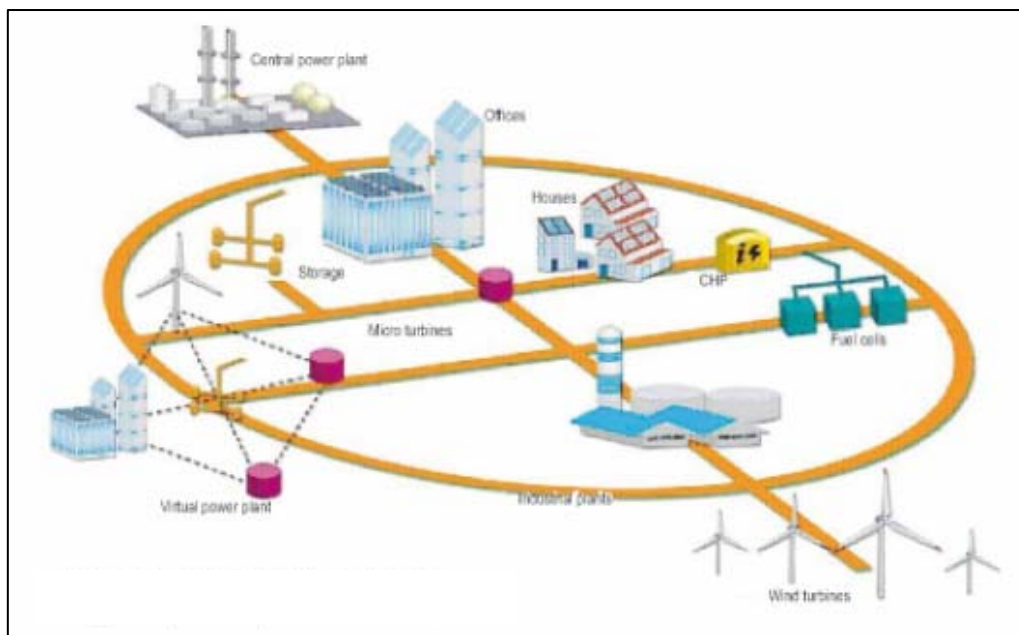 Central power plant
Offices
Houses
Storage
CHP
Micro turbines
Fuel cells
Industrial plants
Virtual power plant
Wind turbines